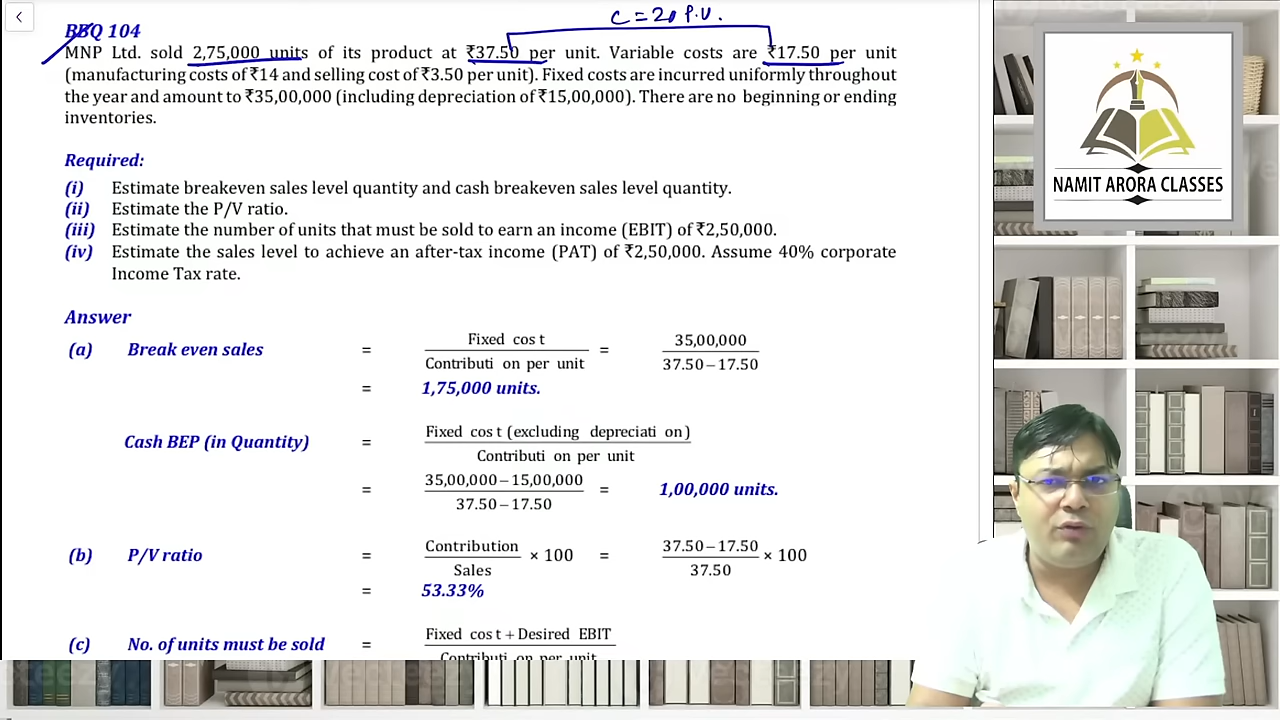 C = 20 P.U.
BBQ 104
MNP Ltd. sold 2,75,000 units of its product at ₹37.50 per unit. Variable costs are ₹17.50 per unit
(manufacturing costs of ₹14 and selling cost of ₹3.50 per unit). Fixed costs are incurred uniformly throughout
the year and amount to ₹35,00,000 (including depreciation of ₹15,00,000). There are no beginning or ending
inventories.
Required:
(i) Estimate breakeven sales level quantity and cash breakeven sales level quantity.
(ii) Estimate the P/V ratio.
(iii) Estimate the number of units that must be sold to earn an income (EBIT) of ₹2,50,000.
(iv) Estimate the sales level to achieve an after-tax income (PAT) of ₹2,50,000. Assume 40% corporate
Income Tax rate.
Answer
(a) Break even sales = Fixed cos t / Contributi on per unit = 35,00,000 / 37.50 – 17.50
= 1,75,000 units.
Cash BEP (in Quantity) = Fixed cos t (excluding depreciati on) / Contributi on per unit
= 35,00,000 – 15,00,000 / 37.50 – 17.50 = 1,00,000 units.
(b) P/V ratio = Contribution / Sales × 100 = 37.50 – 17.50 / 37.50 × 100
= 53.33%
(c) No. of units must be sold = Fixed cos t + Desired EBIT / Contributi on per unit
NAMIT ARORA CLASSES